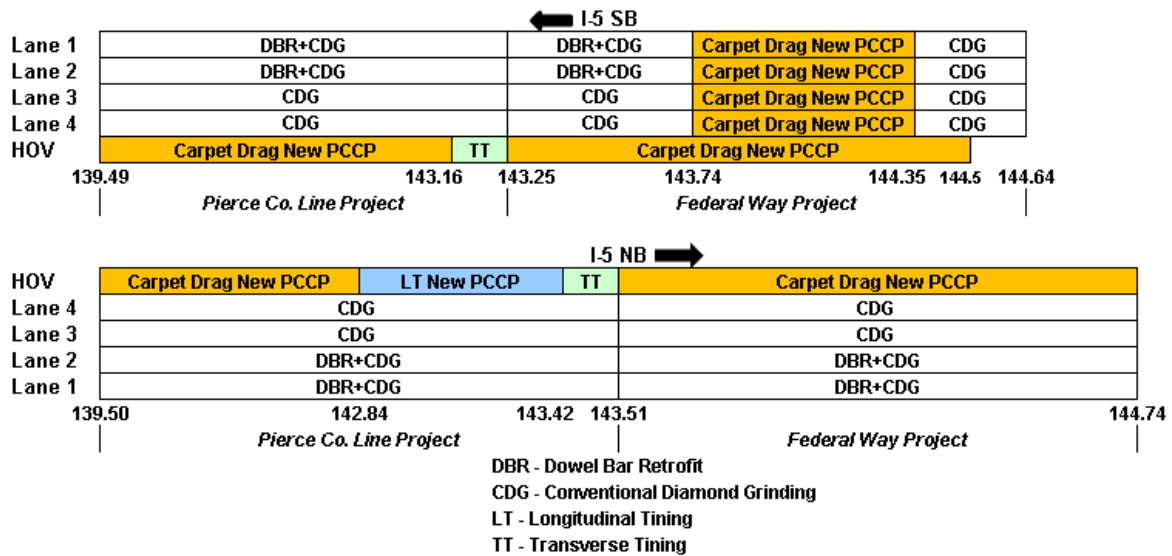 I-5 SB
Lane 1 DBR+CDG DBR+CDG Carpet Drag New PCCP CDG
Lane 2 DBR+CDG DBR+CDG Carpet Drag New PCCP CDG
Lane 3 CDG CDG Carpet Drag New PCCP CDG
Lane 4 CDG CDG Carpet Drag New PCCP CDG
HOV Carpet Drag New PCCP TT Carpet Drag New PCCP
139.49 143.16 143.25 143.74 144.35 144.5 144.64
Pierce Co. Line Project Federal Way Project
I-5 NB
HOV Carpet Drag New PCCP LT New PCCP TT Carpet Drag New PCCP
Lane 4 CDG CDG
Lane 3 CDG CDG
Lane 2 DBR+CDG DBR+CDG
Lane 1 DBR+CDG DBR+CDG
139.50 142.84 143.42 143.51 144.74
Pierce Co. Line Project Federal Way Project
DBR - Dowel Bar Retrofit
CDG - Conventional Diamond Grinding
LT - Longitudinal Tining
TT - Transverse Tining